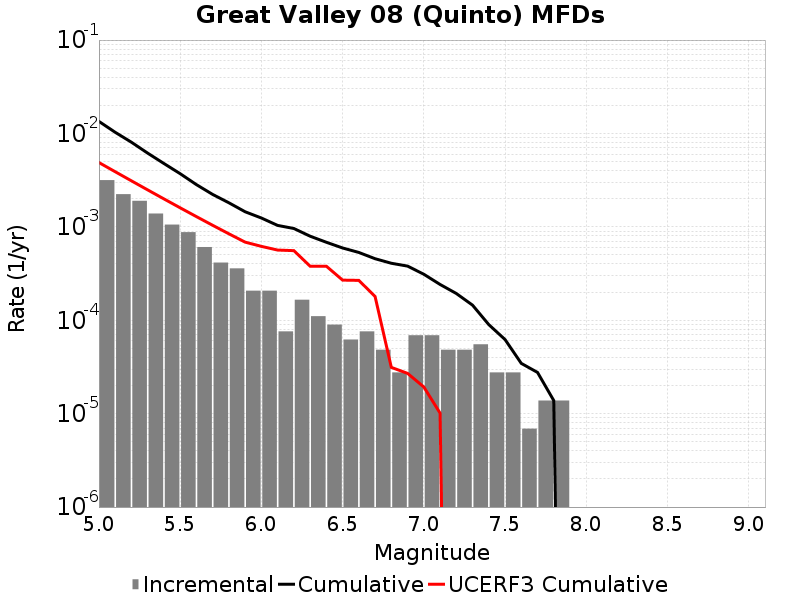 Great Valley 08 (Quinto) MFDs
Rate (1/yr)
10-1
10-2
10-3
10-4
10-5
10-6
5.0 5.5 6.0 6.5 7.0 7.5 8.0 8.5 9.0
Magnitude
Incremental Cumulative UCERF3 Cumulative